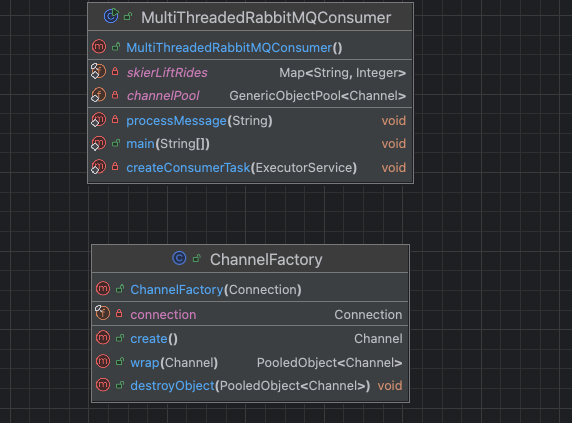 MultiThreadedRabbitMQConsumer
MultiThreadedRabbitMQConsumer()
skierLiftRides Map<String, Integer>
channelPool GenericObjectPool<Channel>
processMessage(String) void
main(String[]) void
createConsumerTask(ExecutorService) void
ChannelFactory
ChannelFactory(Connection)
connection Connection
create() Channel
wrap(Channel) PooledObject<Channel>
destroyObject(PooledObject<Channel>) void